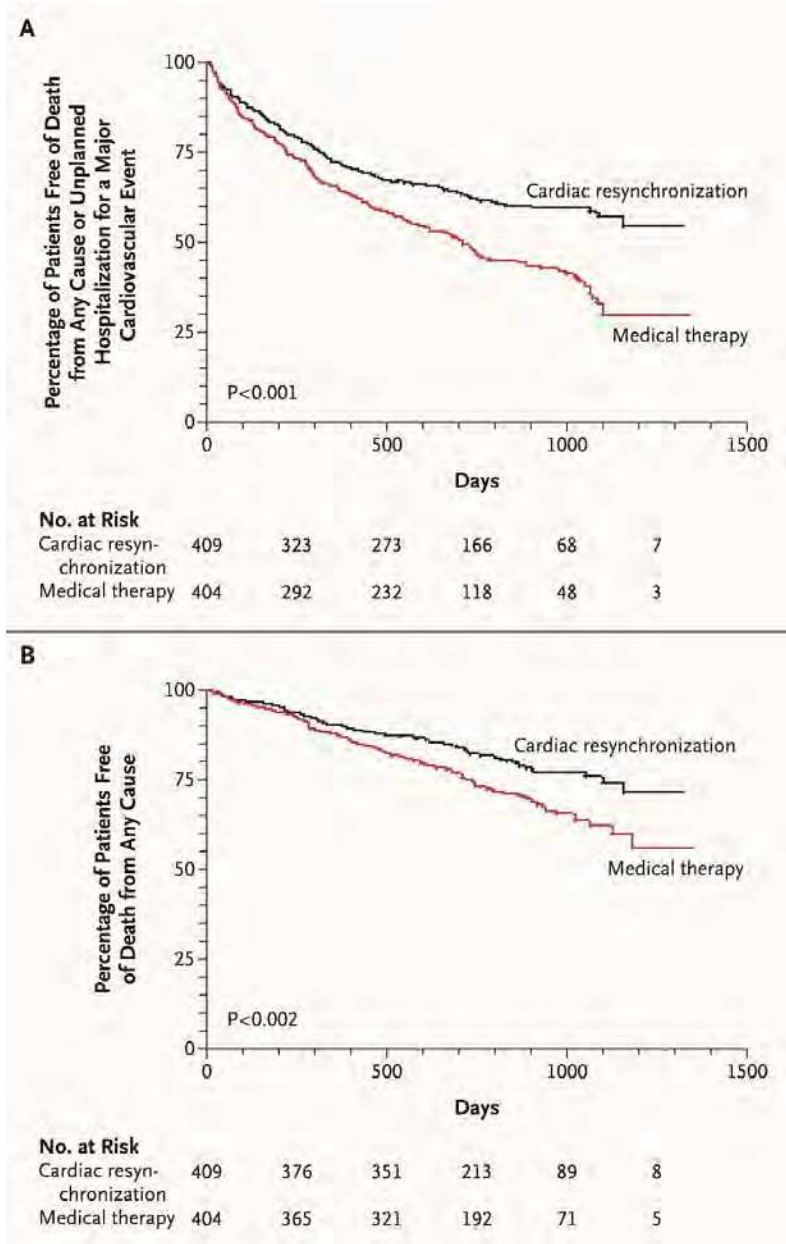 A
Percentage of Patients Free of Death
from Any Cause or Unplanned
Hospitalization for a Major
Cardiovascular Event
100
75
50
25
0
Cardiac resynchronization
Medical therapy
P<0.001
0 500 1000 1500
Days
No. at Risk
Cardiac resyn- 409 323 273 166 68 7
chronization
Medical therapy 404 292 232 118 48 3
B
Percentage of Patients Free
of Death from Any Cause
100
75
50
25
0
Cardiac resynchronization
Medical therapy
P<0.002
0 500 1000 1500
Days
No. at Risk
Cardiac resyn- 409 376 351 213 89 8
chronization
Medical therapy 404 365 321 192 71 5